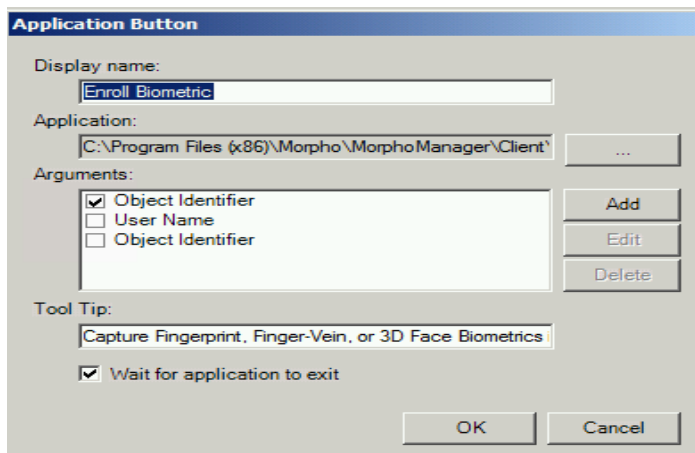 Application Button
Display name:
Enroll Biometric
Application:
C:\Program Files (x86)\Morpho\MorphoManager\Client\
...
Arguments:
Object Identifier
Add
User Name
Object Identifier
Edit
Delete
Tool Tip:
Capture Fingerprint, Finger-Vein, or 3D Face Biometrics
Wait for application to exit
OK
Cancel